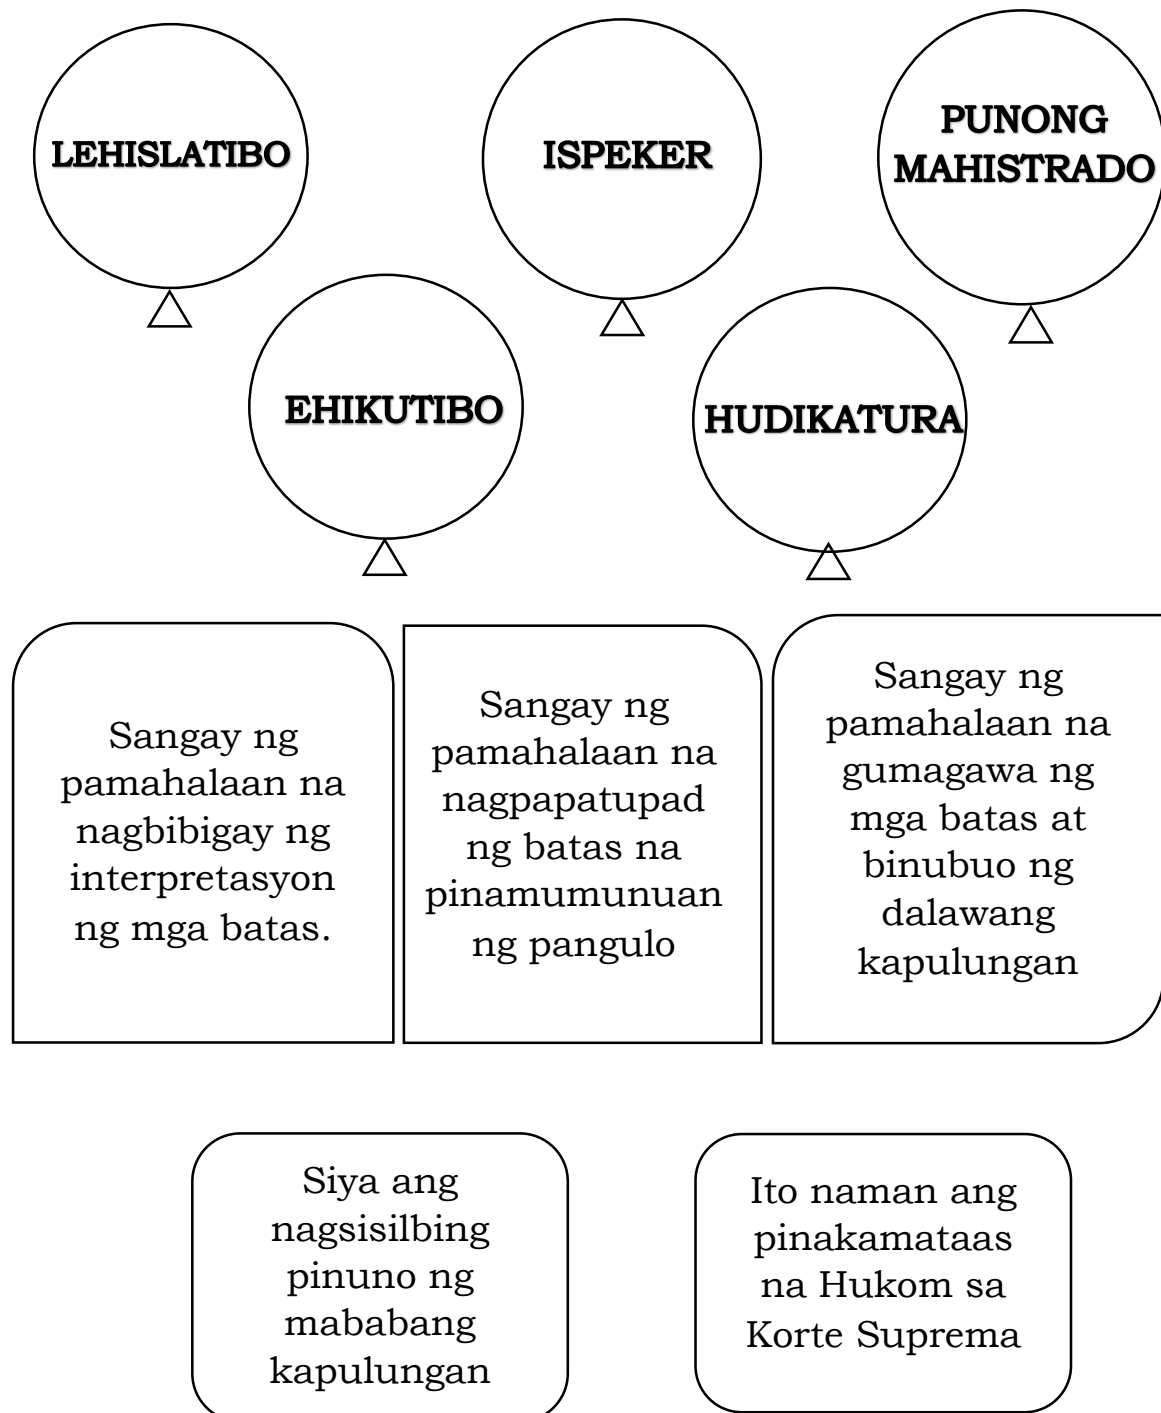 LEHISLATIBO
ISPEKER
PUNONG
MAHISTRADO
EHIKUTIBO
HUDIKATURA
Sangay ng
pamahalaan na
nagbibigay ng
interpretasyon
ng mga batas.
Sangay ng
pamahalaan na
nagpapatupad
ng batas na
pinamumunuan
ng pangulo
Sangay ng
pamahalaan na
gumagawa ng
mga batas at
binubuo ng
dalawang
kapulungan
Siya ang
nagsisilbing
pinuno ng
mababang
kapulungan
Ito naman ang
pinakamataas
na Hukom sa
Korte Suprema